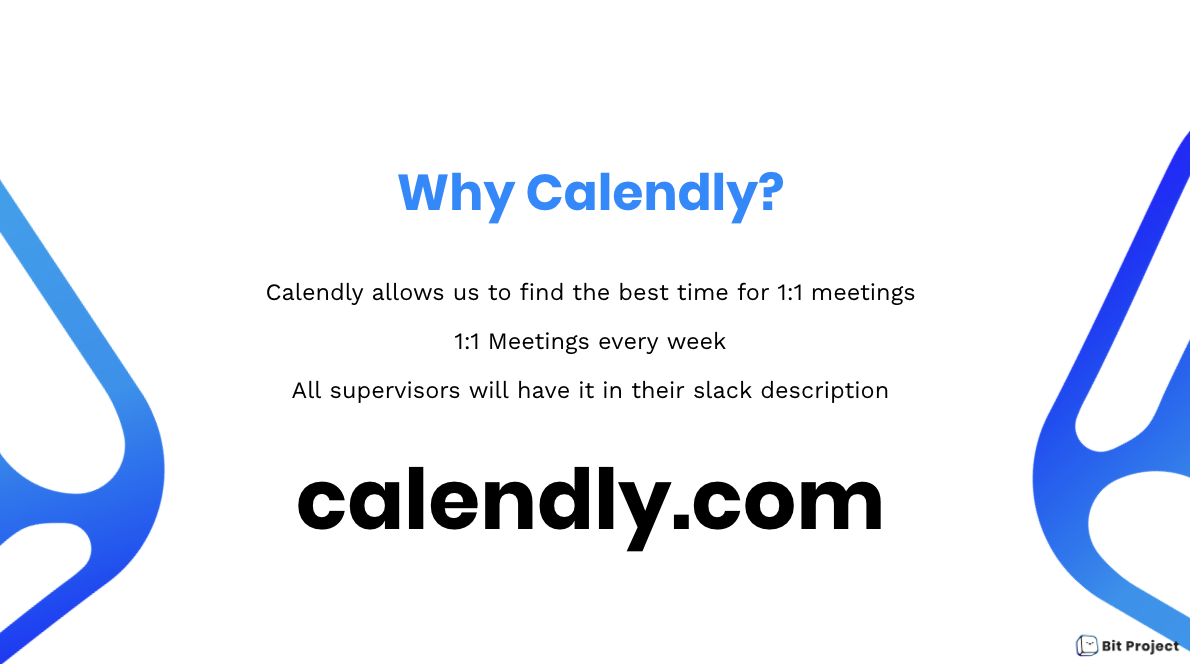 Why Calendly?
Calendly allows us to find the best time for 1:1 meetings
1:1 Meetings every week
All supervisors will have it in their slack description
calendly.com
Bit Project